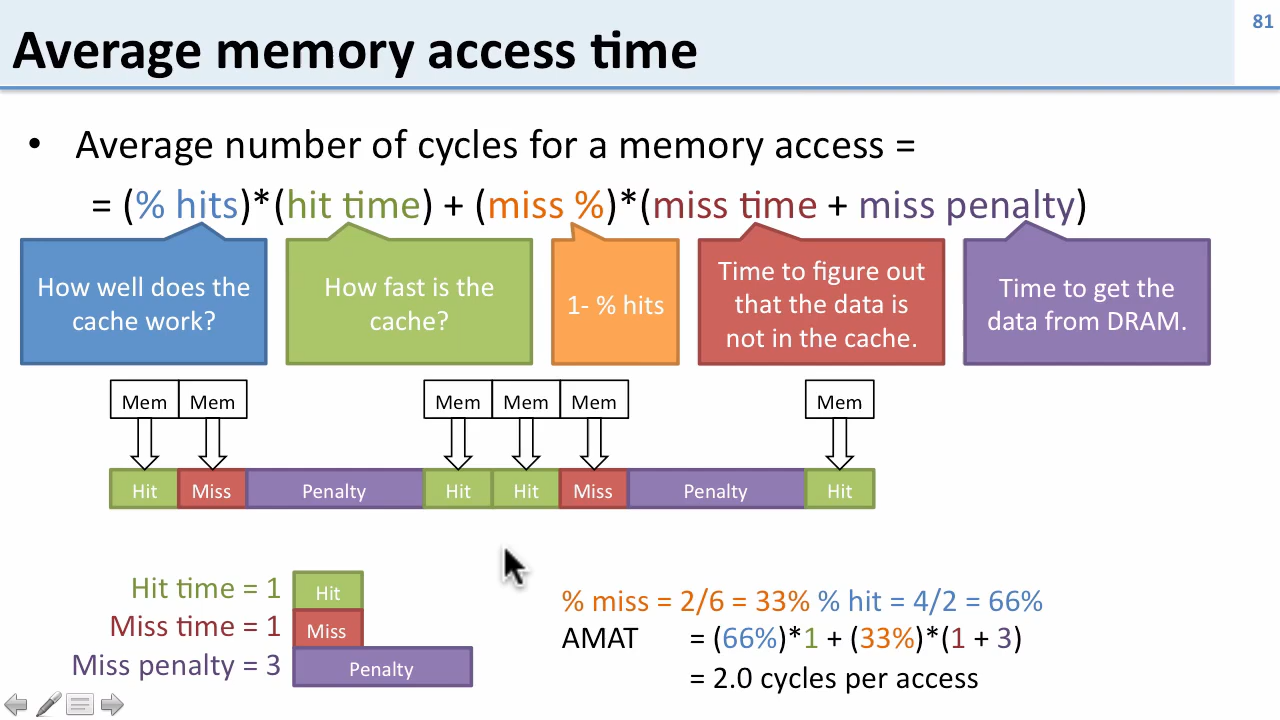 81
Average memory access time
• Average number of cycles for a memory access =
= (% hits)*(hit time) + (miss %)*(miss time + miss penalty)
How well does the
cache work?
How fast is the
cache?
1- % hits
Time to figure out
that the data is
not in the cache.
Time to get the
data from DRAM.
Mem Mem Mem Mem Mem Mem
Hit Miss Penalty Hit Hit Miss Penalty Hit
Hit time = 1 Hit
Miss time = 1 Miss
Miss penalty = 3 Penalty
% miss = 2/6 = 33% % hit = 4/2 = 66%
AMAT = (66%)*1 + (33%)*(1 + 3)
= 2.0 cycles per access